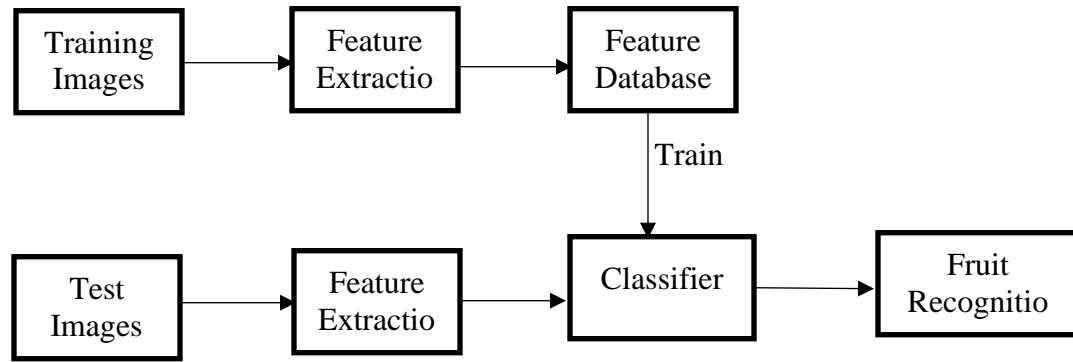 Training
Images
Feature
Extractio
Feature
Database
Train
Test
Images
Feature
Extractio
Classifier
Fruit
Recognitio